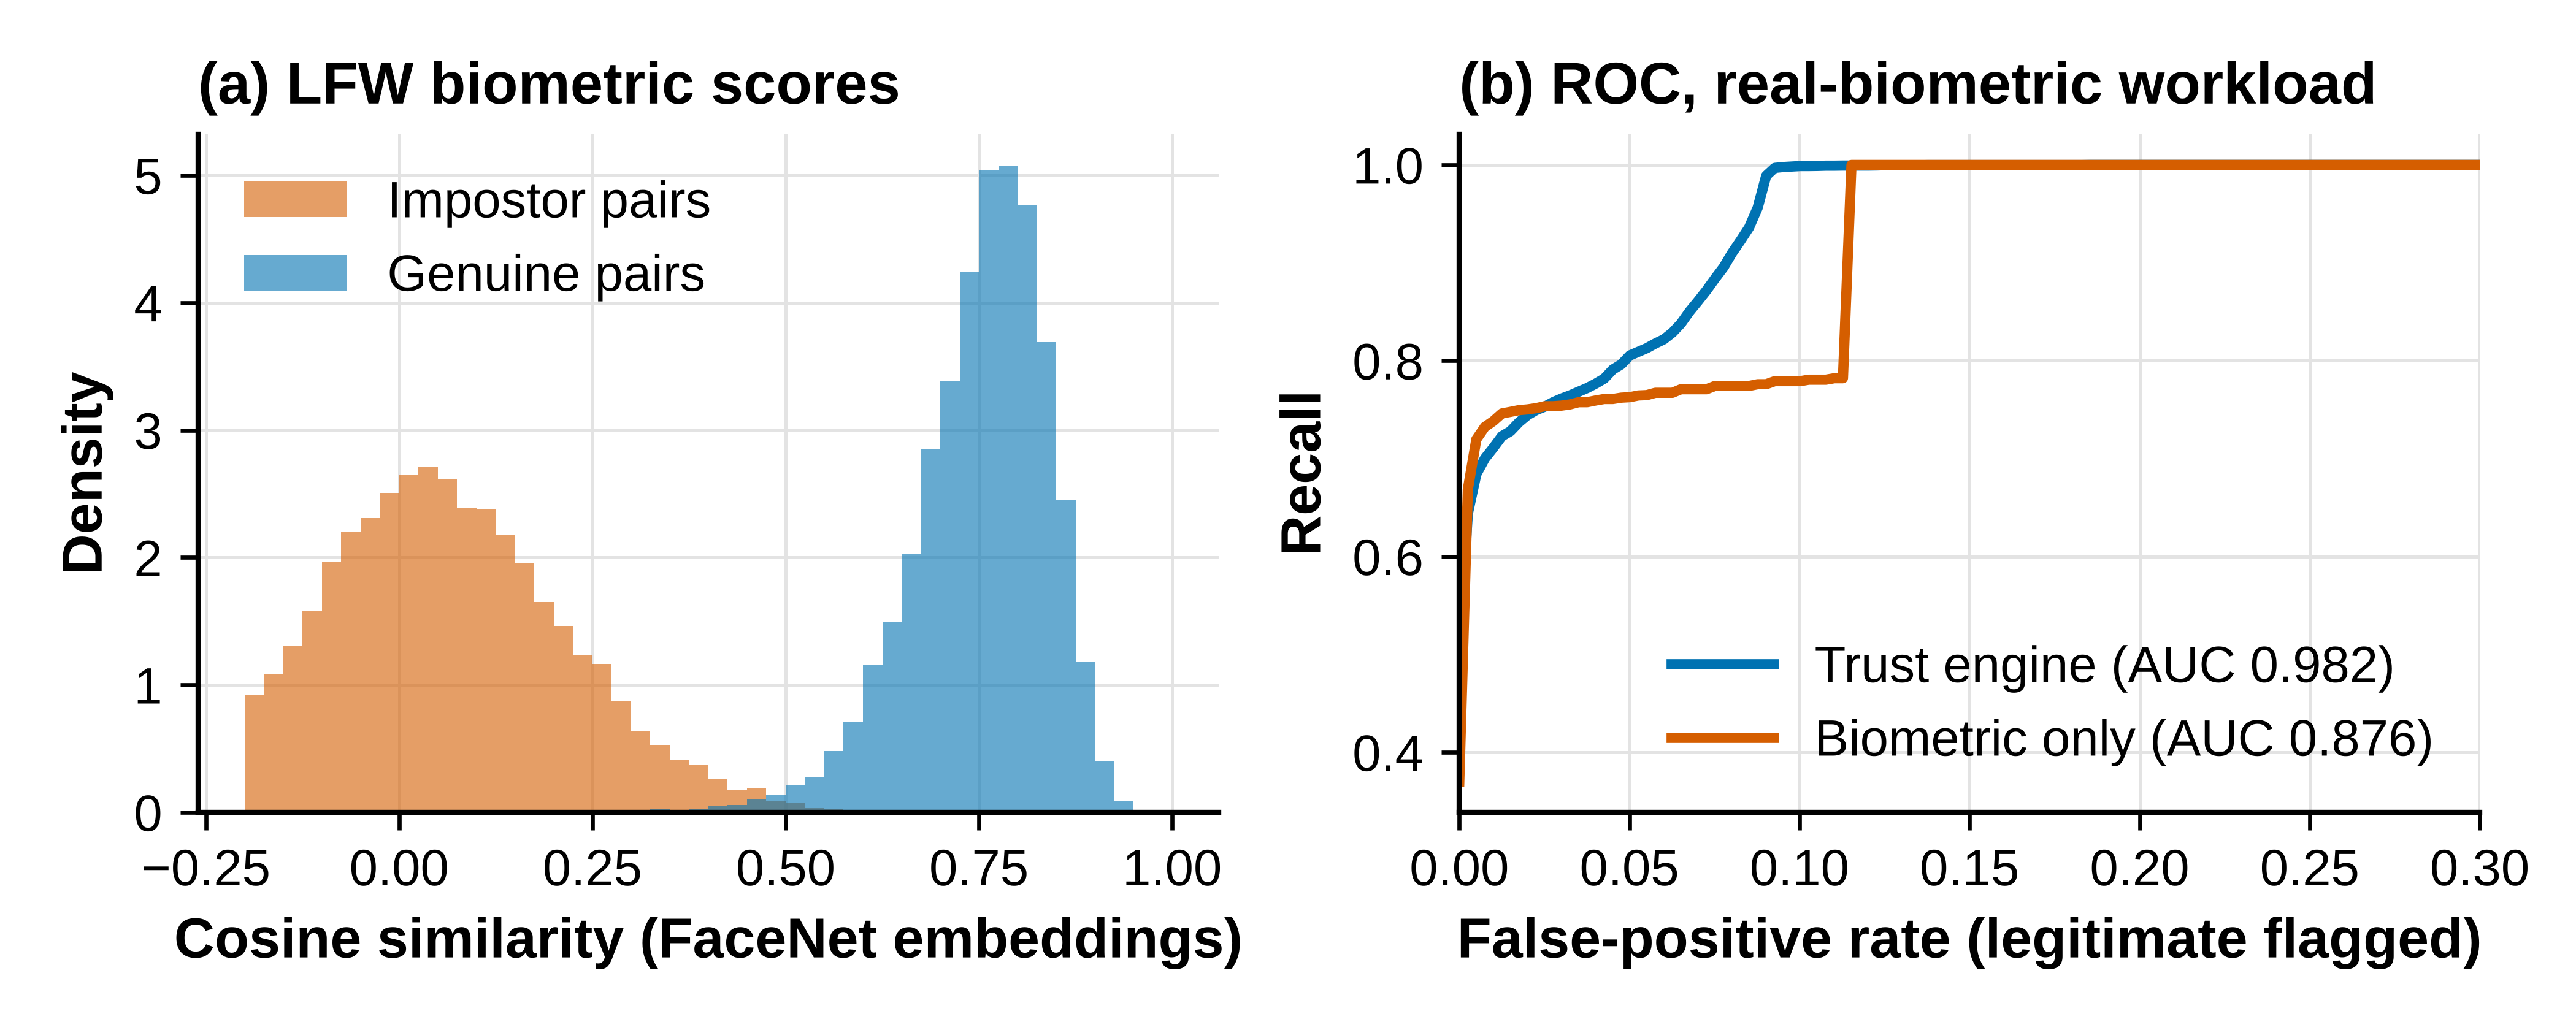 (a) LFW biometric scores
Density
5
4
3
2
1
0
Impostor pairs
Genuine pairs
−0.25 0.00 0.25 0.50 0.75 1.00
Cosine similarity (FaceNet embeddings)
(b) ROC, real-biometric workload
Recall
1.0
0.8
0.6
0.4
Trust engine (AUC 0.982)
Biometric only (AUC 0.876)
0.00 0.05 0.10 0.15 0.20 0.25 0.30
False-positive rate (legitimate flagged)